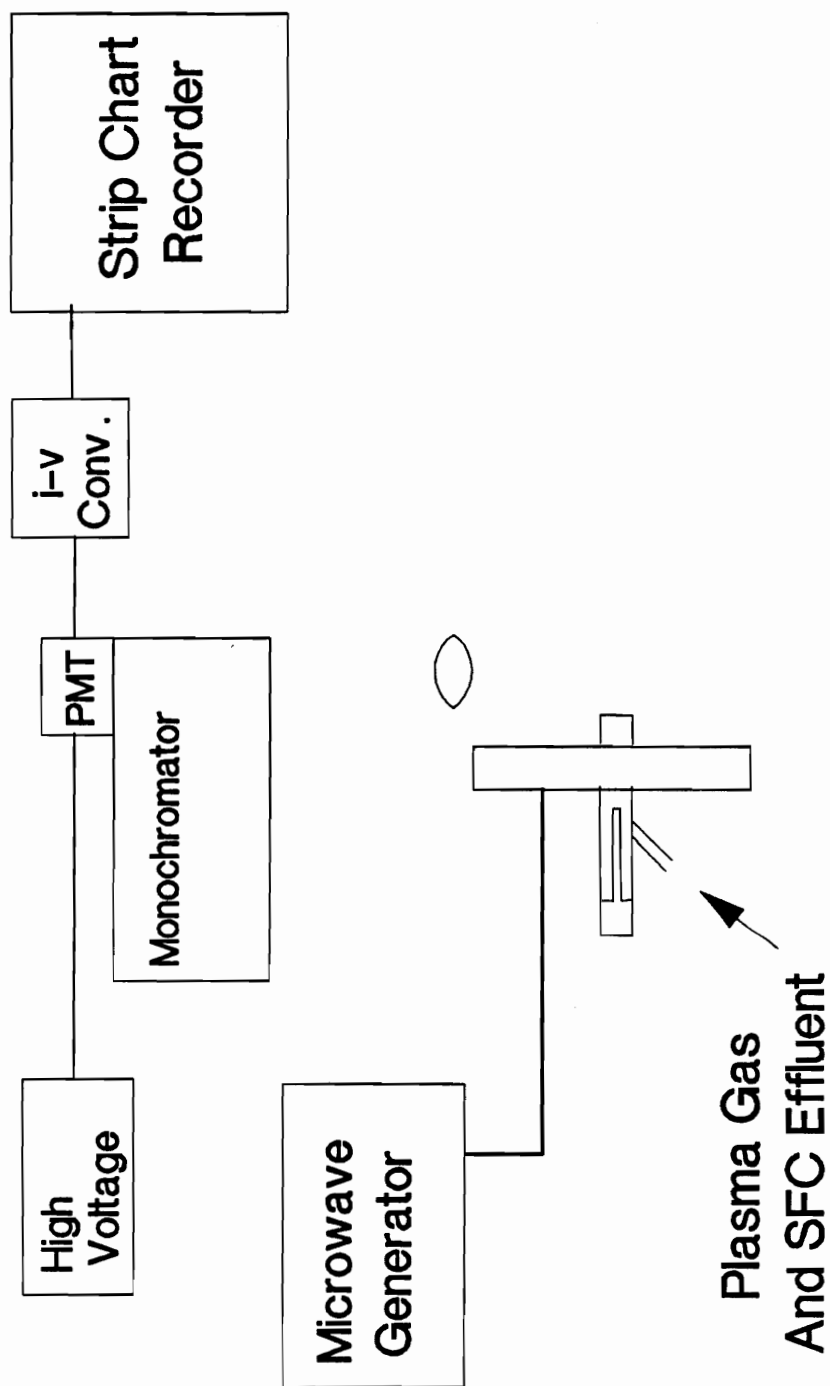 High
Voltage
PMT
i-v
Conv.
Strip Chart
Recorder
Monochromator
Microwave
Generator
Plasma Gas
And SFC Effluent